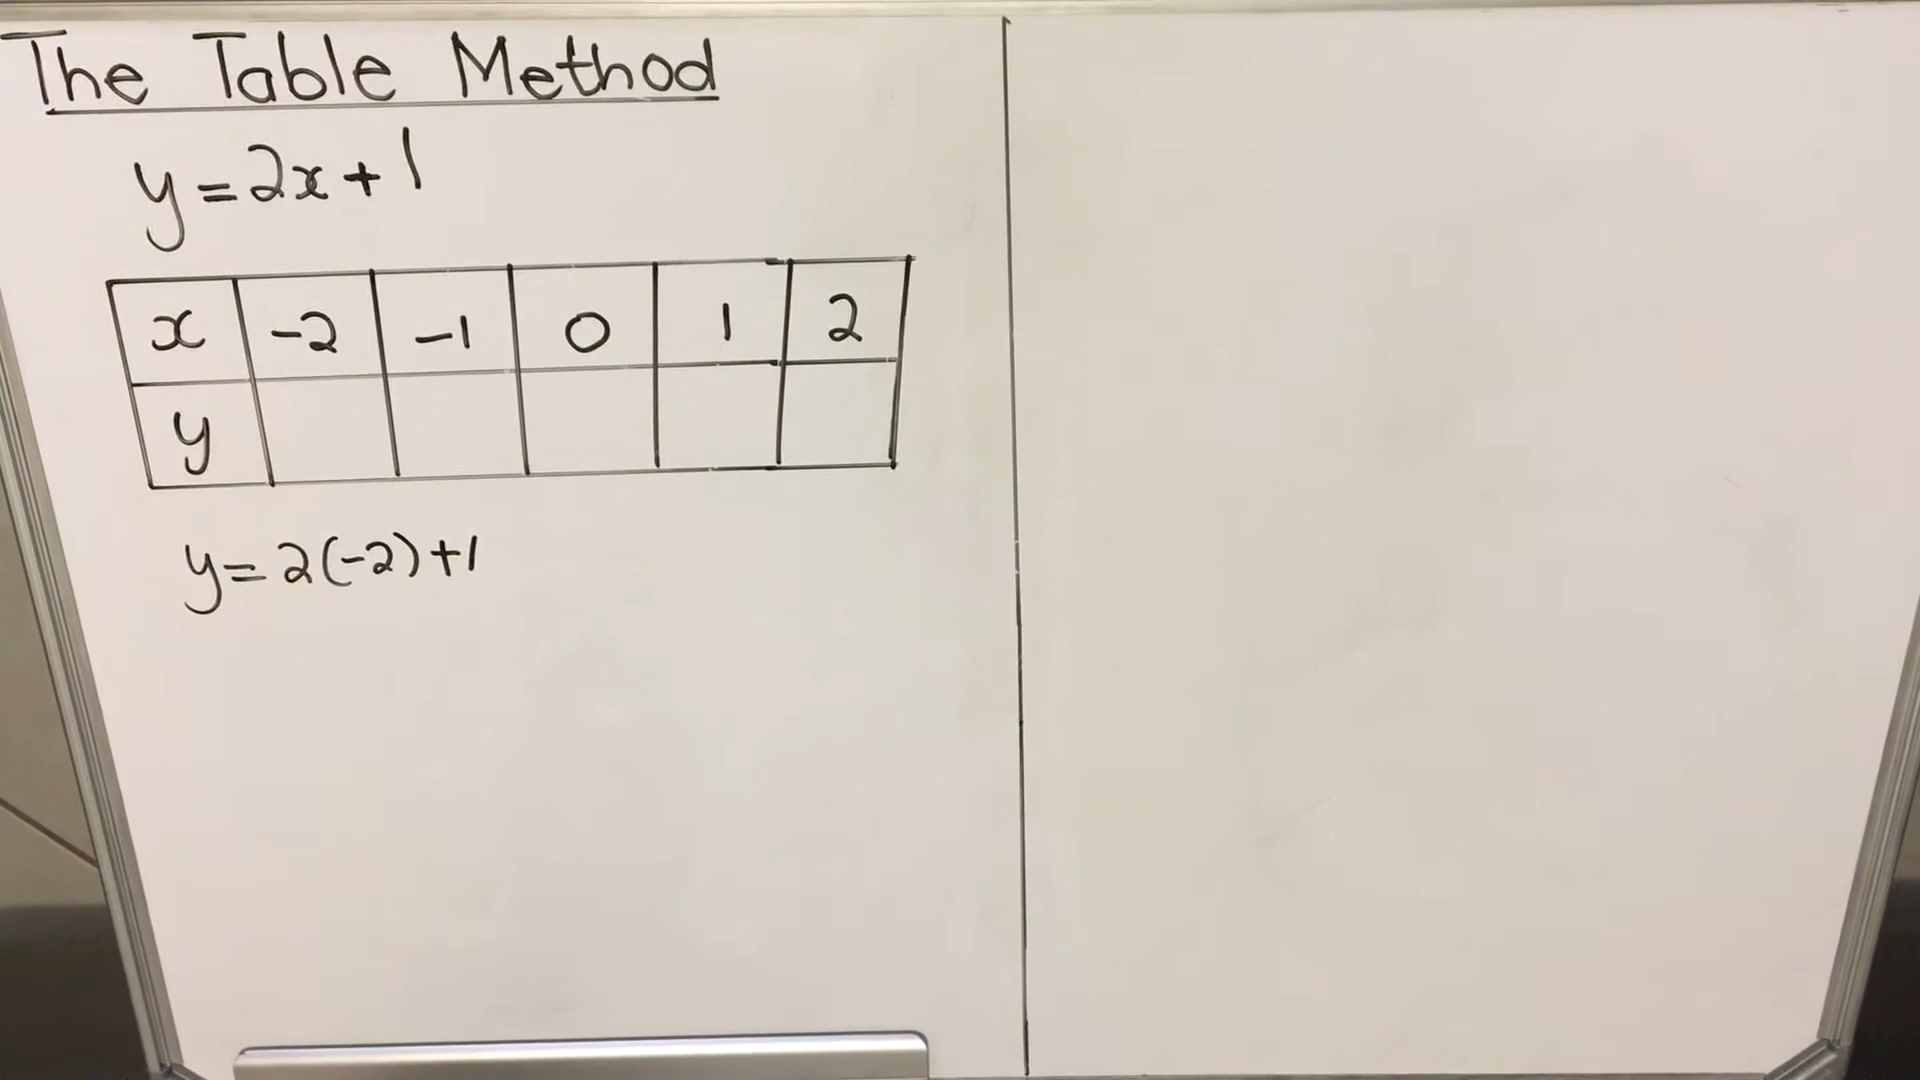 The Table Method
y = 2x + 1
x -2 -1 0 1 2
y
y = 2(-2) + 1